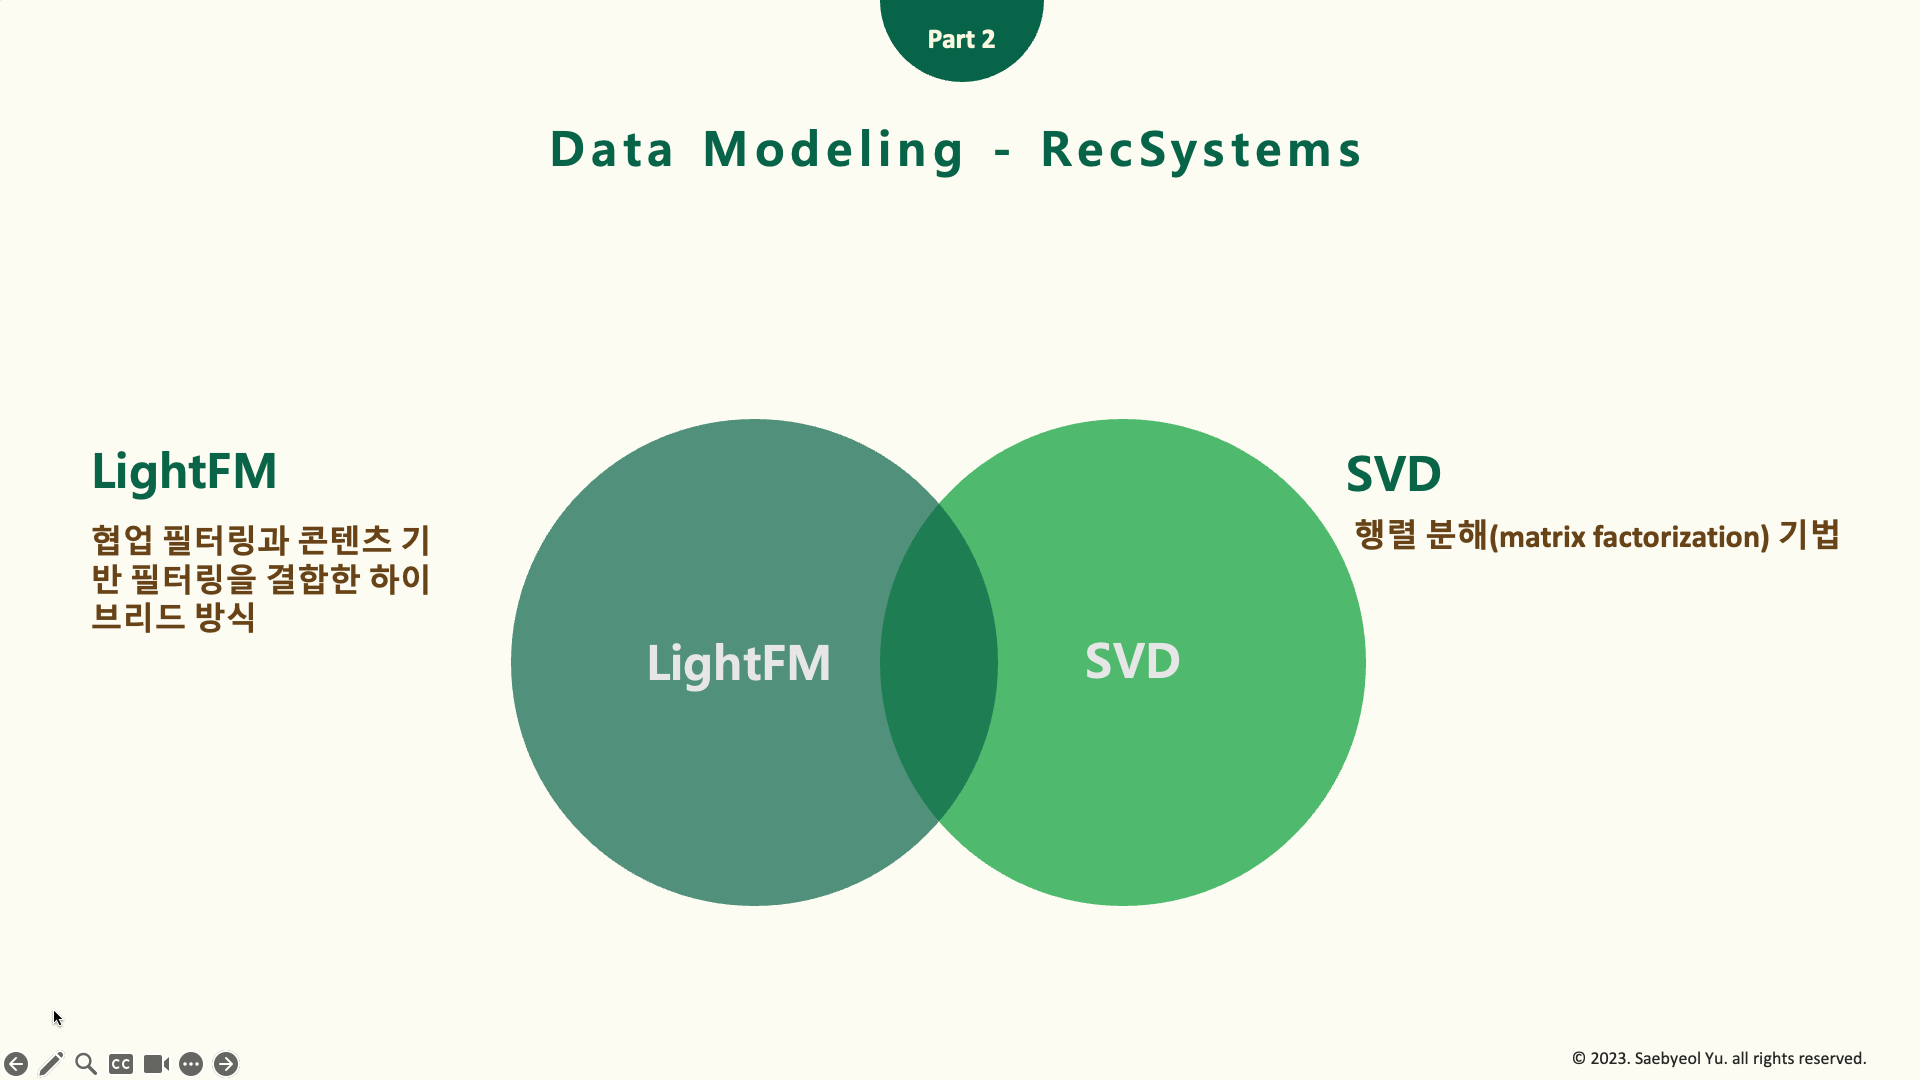 Part 2
Data Modeling - RecSystems
LightFM
협업 필터링과 콘텐츠 기
반 필터링을 결합한 하이
브리드 방식
LightFM
SVD
SVD
행렬 분해(matrix factorization) 기법
CC
© 2023. Saebyeol Yu. all rights reserved.